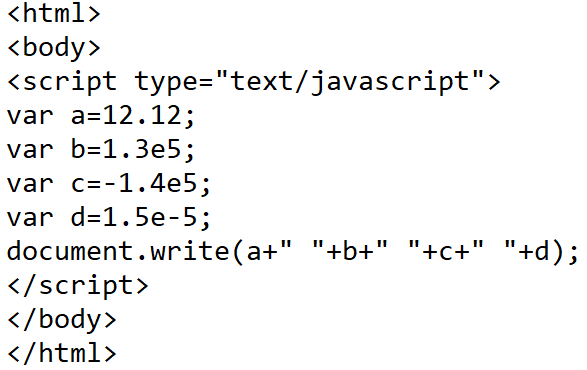 <html>
<body>
<script type="text/javascript">
var a=12.12;
var b=1.3e5;
var c=-1.4e5;
var d=1.5e-5;
document.write(a+" "+b+" "+c+" "+d);
</script>
</body>
</html>